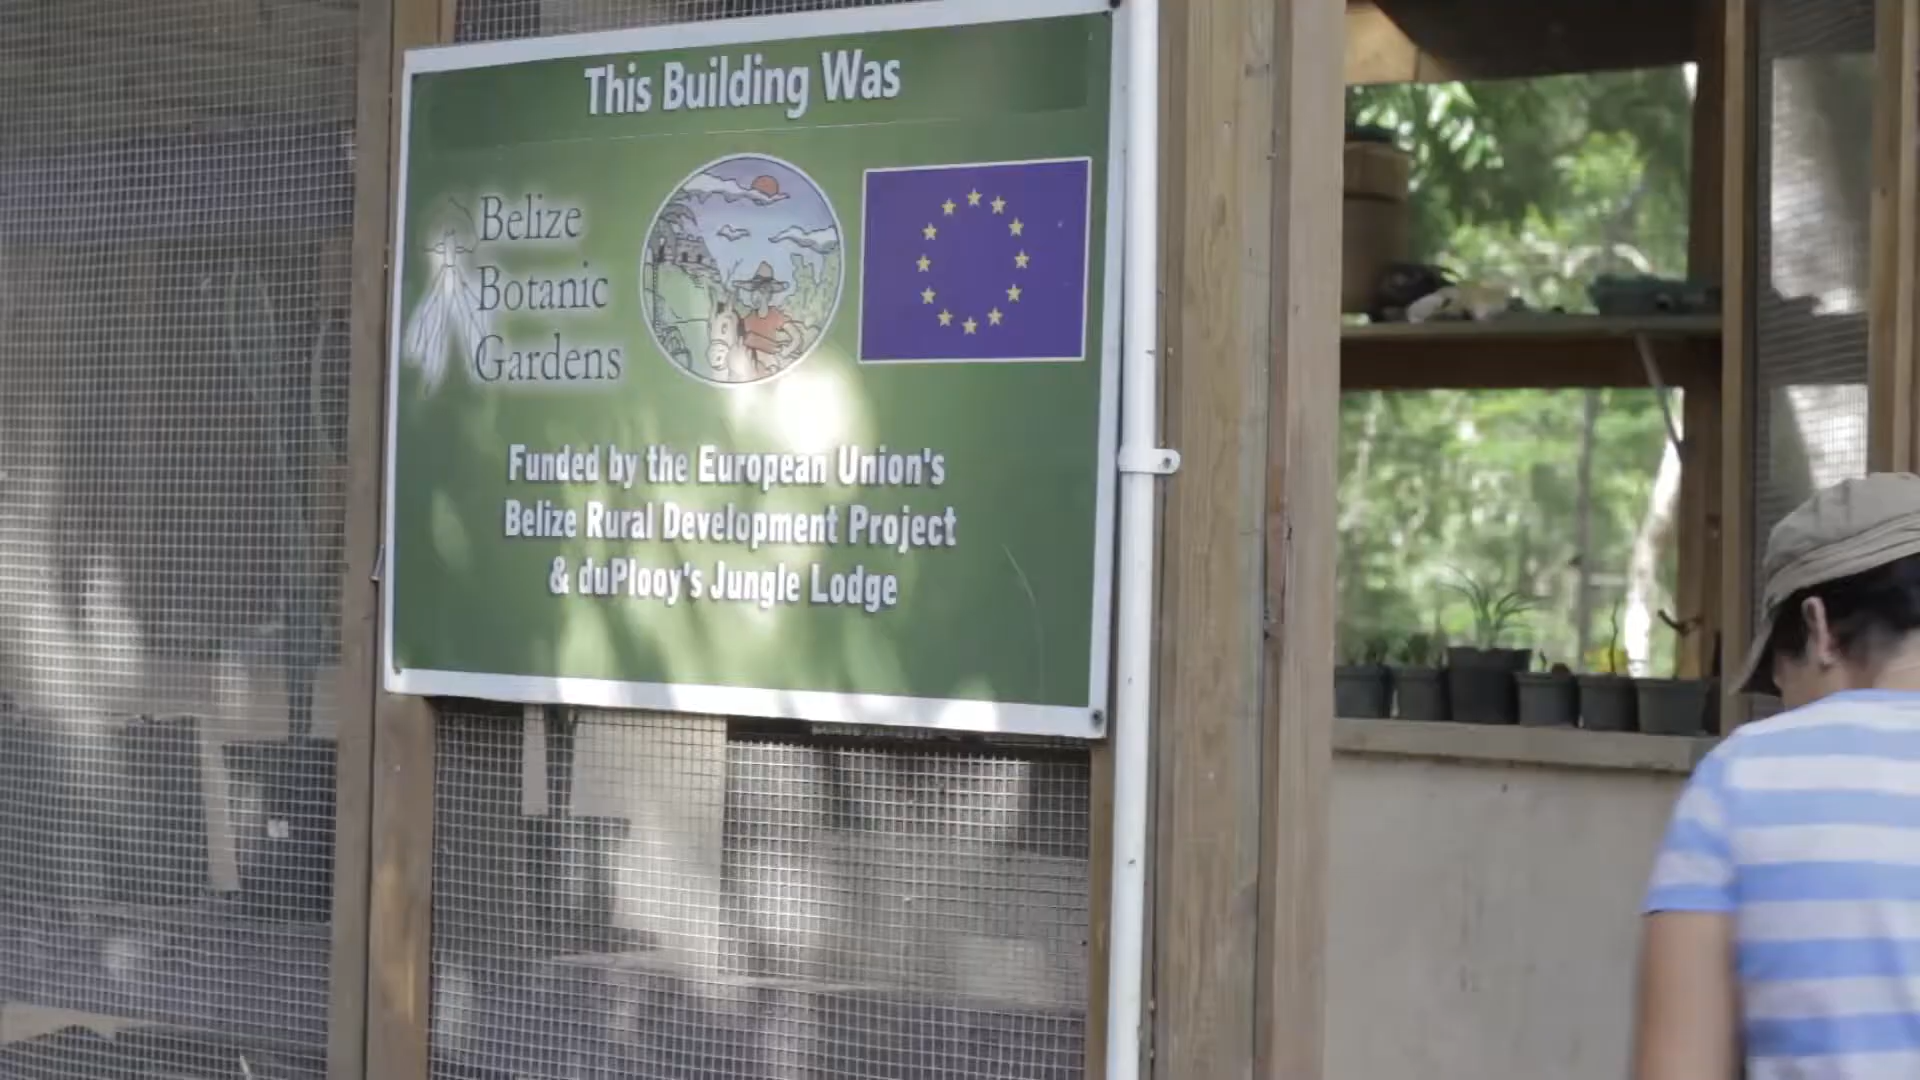 This Building Was
Belize
Botanic
Gardens
Funded by the European Union's
Belize Rural Development Project
& duPlooy's Jungle Lodge